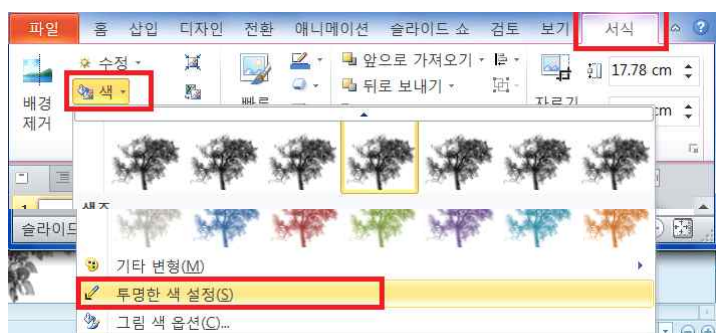 파일 홈 삽입 디자인 전환 애니메이션 슬라이드 쇼 검토 보기 서식
수정 앞으로 가져오기 17.78 cm
색 뒤로 보내기
배경 빠른 자르기 cm
제거
색조
1
슬라이드
기타 변형(M)
투명한 색 설정(S)
그림 색 옵션(C)...